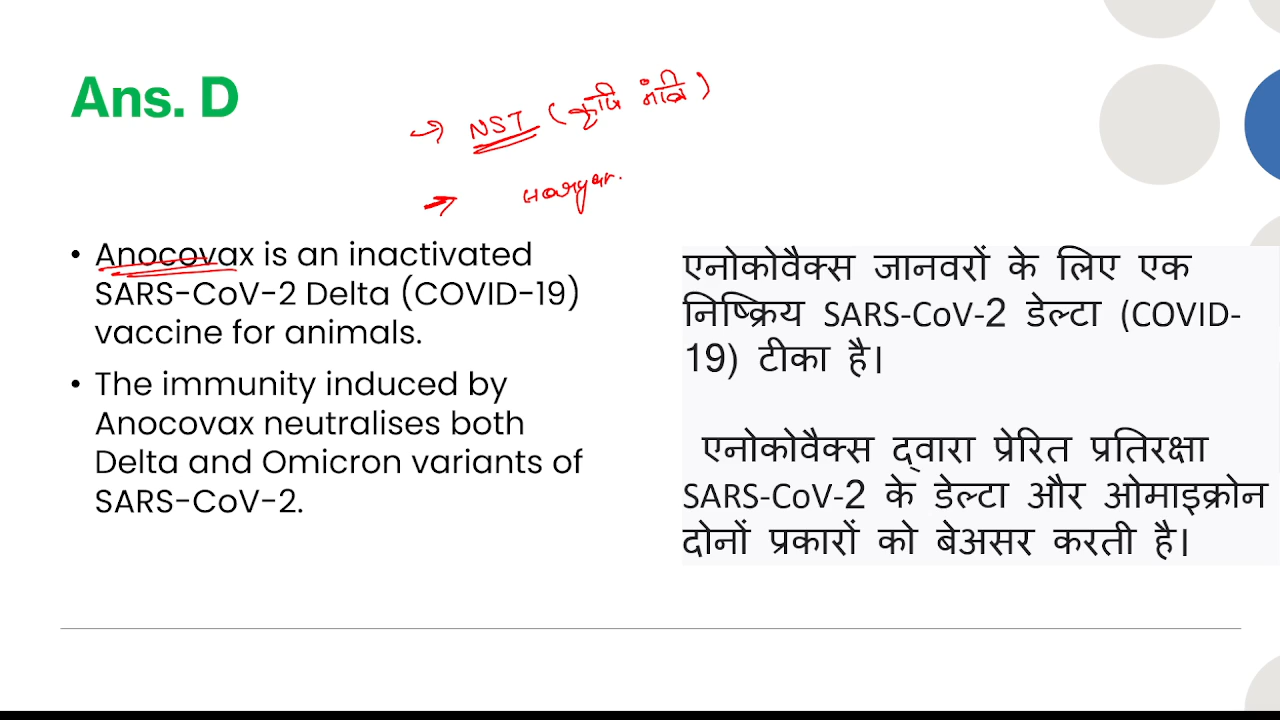 Ans. D
→ NST (कृषि मंत्रि)
→
• Anocovax is an inactivated
SARS-CoV-2 Delta (COVID-19)
vaccine for animals.
• The immunity induced by
Anocovax neutralises both
Delta and Omicron variants of
SARS-CoV-2.
एनोकोवैक्स जानवरों के लिए एक
निष्क्रिय SARS-CoV-2 डेल्टा (COVID-
19) टीका है।
एनोकोवैक्स द्वारा प्रेरित प्रतिरक्षा
SARS-CoV-2 के डेल्टा और ओमाइक्रोन
दोनों प्रकारों को बेअसर करती है।